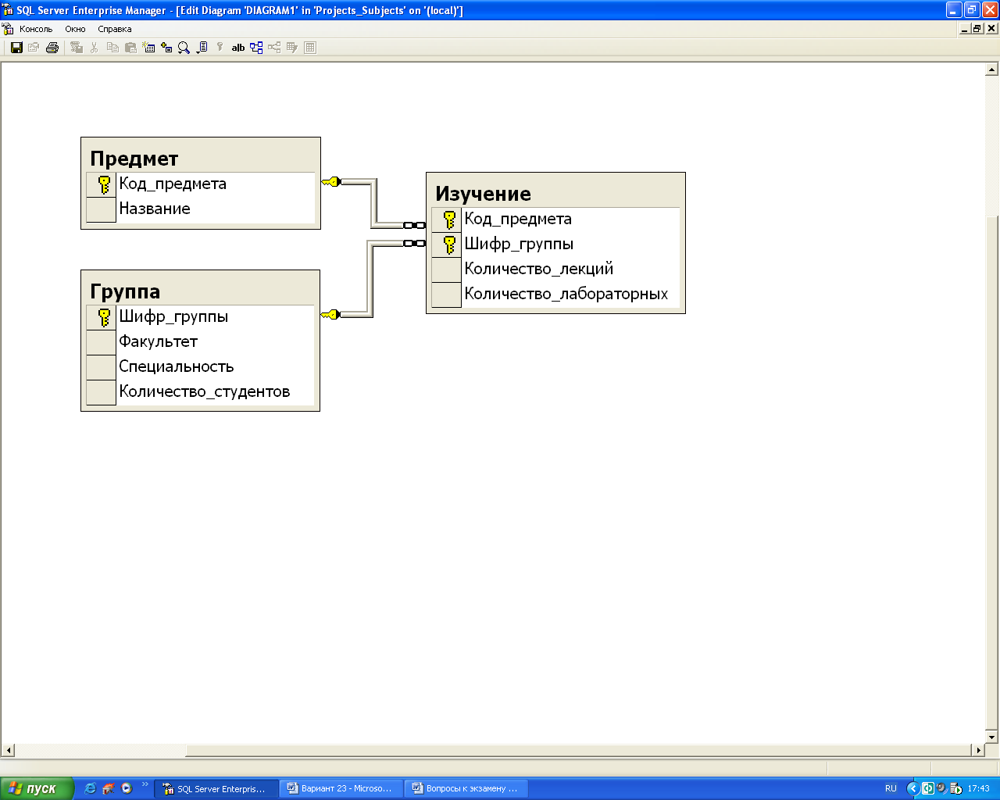 SQL Server Enterprise Manager - [Edit Diagram 'DIAGRAM1' in 'Projects_Subjects' on '(local)']
Консоль Окно Справка
a|b
Предмет
Код_предмета
Название
Изучение
Код_предмета
Шифр_группы
Количество_лекций
Количество_лабораторных
Группа
Шифр_группы
Факультет
Специальность
Количество_студентов
пуск
SQL Server Enterpris...
Вариант 23 - Microso...
Вопросы к экзамену ...
RU
17:43